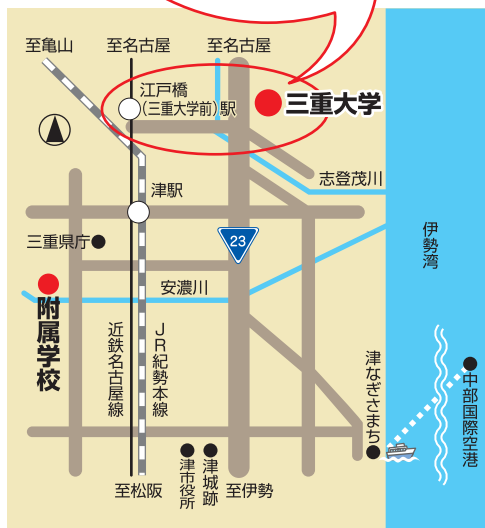 至亀山
至名古屋
至名古屋
江戸橋
(三重大学前)駅
三重大学
志登茂川
津駅
伊勢湾
三重県庁
23
安濃川
附属学校
近鉄名古屋線
JR紀勢本線
津なぎさまち
中部国際空港
津市役所
津城跡
至松阪
至伊勢